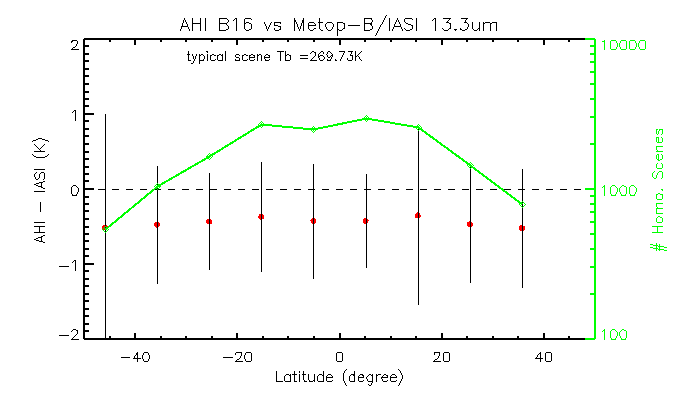 AHI B16 vs Metop-B/IASI 13.3um
typical scene Tb =269.73K
2
1
0
-1
-2
AHI - IASI (K)
10000
1000
100
# Homo. Scenes
-40 -20 0 20 40
Latitude (degree)